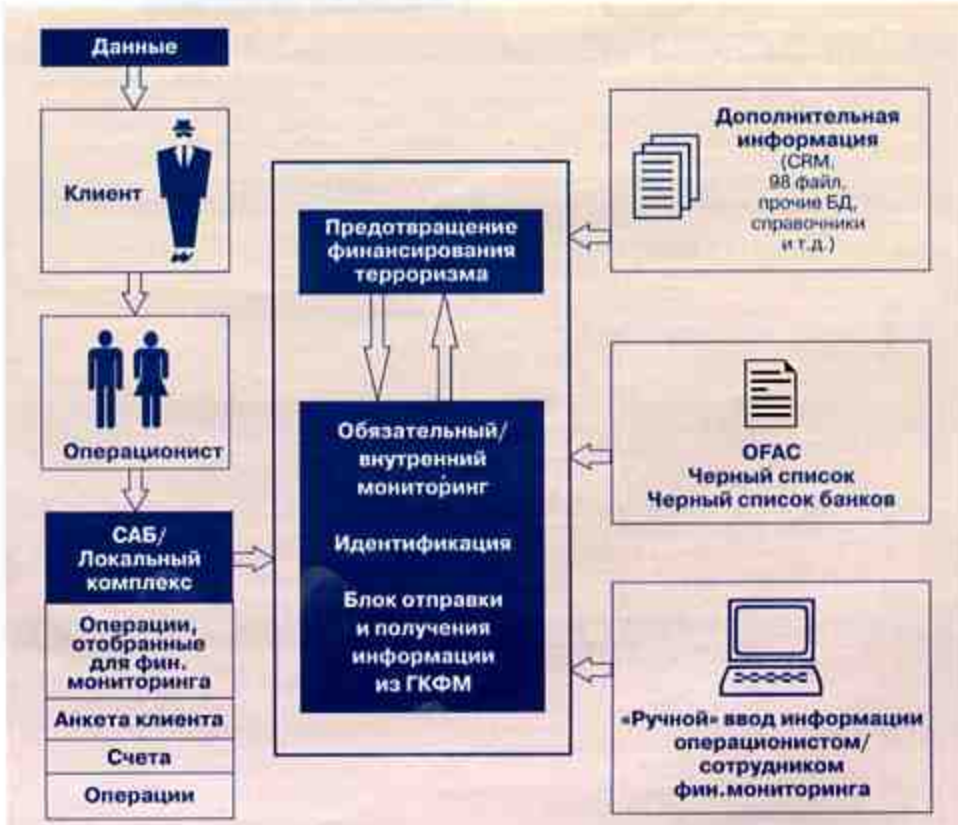 Данные
Клиент
Операционист
САБ/
Локальный
комплекс
Операции,
отобранные
для фин.
мониторинга
Анкета клиента
Счета
Операции
Предотвращение
финансирования
терроризма
Обязательный/
внутренний
мониторинг
Идентификация
Блок отправки
и получения
информации
из ГКФМ
Дополнительная
информация
(CRM,
98 файл,
прочие БД,
справочники
и т.д.)
OFAC
Черный список
Черный список банков
«Ручной» ввод информации
операционистом/
сотрудником
фин.мониторинга